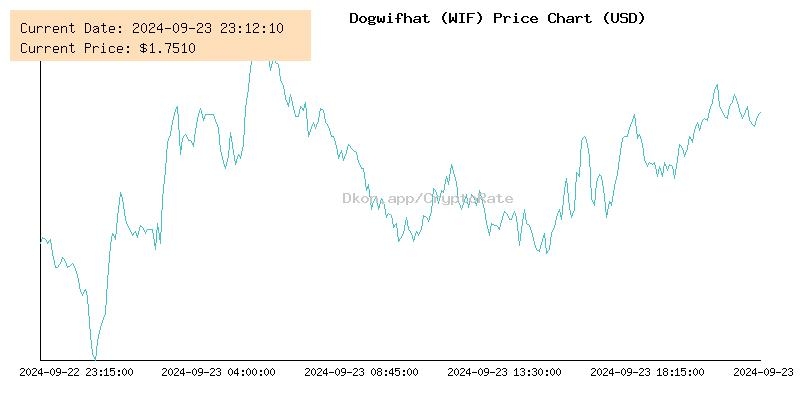 Dogwifhat (WIF) Price Chart (USD)
Current Date: 2024-09-23 23:12:10
Current Price: $1.7510
Dkon.app/CryptoRate
2024-09-22 23:15:00 2024-09-23 04:00:00 2024-09-23 08:45:00 2024-09-23 13:30:00 2024-09-23 18:15:00 2024-09-23